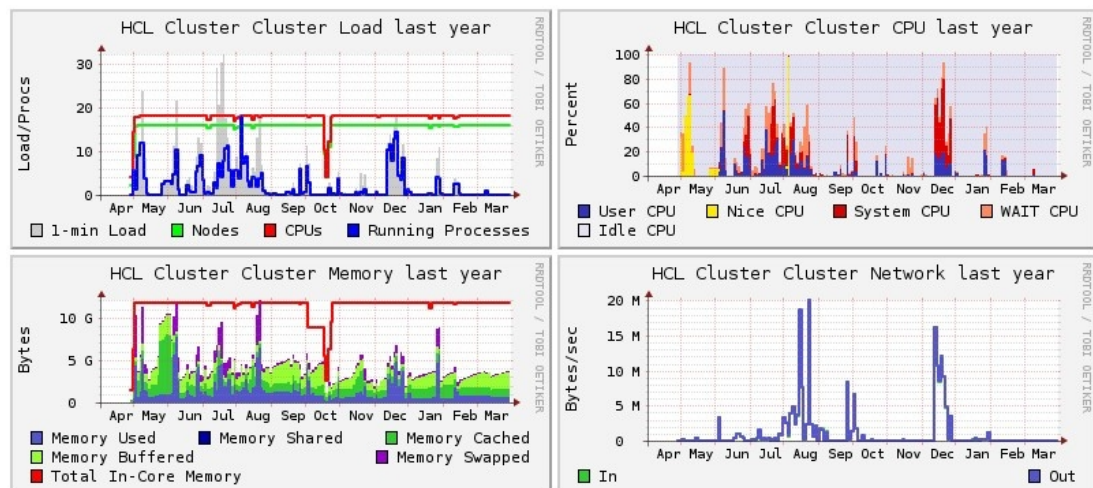 HCL Cluster Cluster Load last year
RRDTOOL / TOBI OETIKER
Load/Procs
30
20
10
0
Apr May Jun Jul Aug Sep Oct Nov Dec Jan Feb Mar
1-min Load Nodes CPUs Running Processes
HCL Cluster Cluster CPU last year
RRDTOOL / TOBI OETIKER
Percent
100
80
60
40
20
0
Apr May Jun Jul Aug Sep Oct Nov Dec Jan Feb Mar
User CPU Nice CPU System CPU WAIT CPU
Idle CPU
HCL Cluster Cluster Memory last year
RRDTOOL / TOBI OETIKER
Bytes
10 G
5 G
0
Apr May Jun Jul Aug Sep Oct Nov Dec Jan Feb Mar
Memory Used Memory Shared Memory Cached
Memory Buffered Memory Swapped
Total In-Core Memory
HCL Cluster Cluster Network last year
RRDTOOL / TOBI OETIKER
Bytes/sec
20 M
15 M
10 M
5 M
0
Apr May Jun Jul Aug Sep Oct Nov Dec Jan Feb Mar
In Out